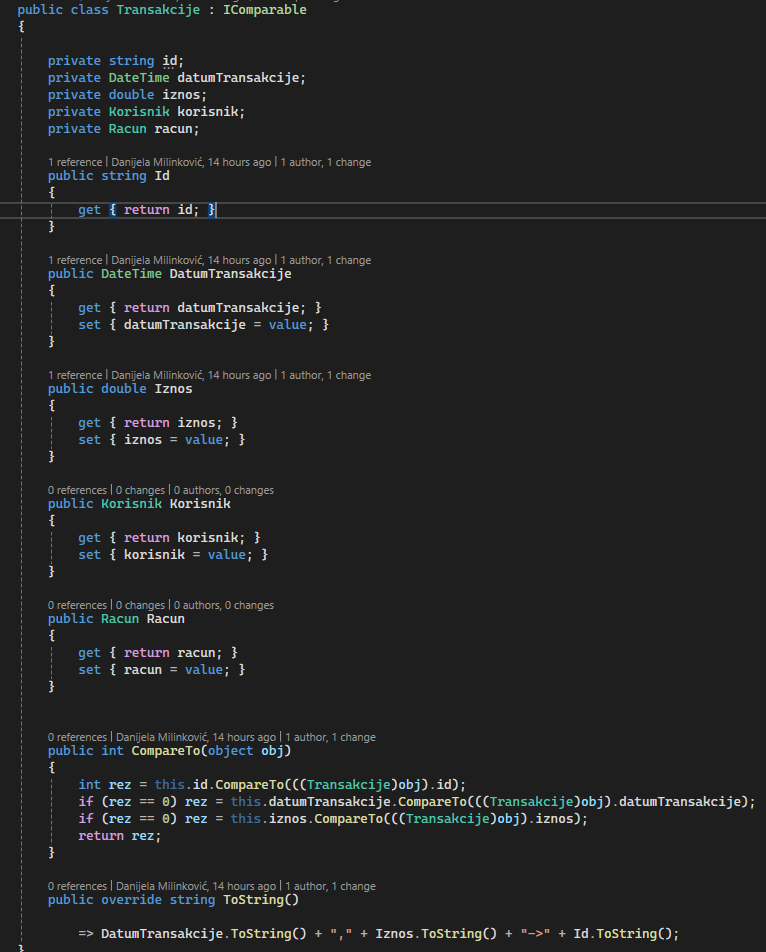 public class Transakcije : IComparable
{
private string id;
private DateTime datumTransakcije;
private double iznos;
private Korisnik korisnik;
private Racun racun;
1 reference | Danijela Milinković, 14 hours ago | 1 author, 1 change
public string Id
{
get { return id; }
}
1 reference | Danijela Milinković, 14 hours ago | 1 author, 1 change
public DateTime DatumTransakcije
{
get { return datumTransakcije; }
set { datumTransakcije = value; }
}
1 reference | Danijela Milinković, 14 hours ago | 1 author, 1 change
public double Iznos
{
get { return iznos; }
set { iznos = value; }
}
0 references | 0 changes | 0 authors, 0 changes
public Korisnik Korisnik
{
get { return korisnik; }
set { korisnik = value; }
}
0 references | 0 changes | 0 authors, 0 changes
public Racun Racun
{
get { return racun; }
set { racun = value; }
}
0 references | Danijela Milinković, 14 hours ago | 1 author, 1 change
public int CompareTo(object obj)
{
int rez = this.id.CompareTo(((Transakcije)obj).id);
if (rez == 0) rez = this.datumTransakcije.CompareTo(((Transakcije)obj).datumTransakcije);
if (rez == 0) rez = this.iznos.CompareTo(((Transakcije)obj).iznos);
return rez;
}
0 references | Danijela Milinković, 14 hours ago | 1 author, 1 change
public override string ToString()
=> DatumTransakcije.ToString() + "," + Iznos.ToString() + "->" + Id.ToString();
}